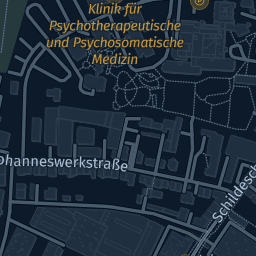 Klinik für
Psychotherapeutische
und Psychosomatische
Medizin
ohanneswerkstraße
Schildesch